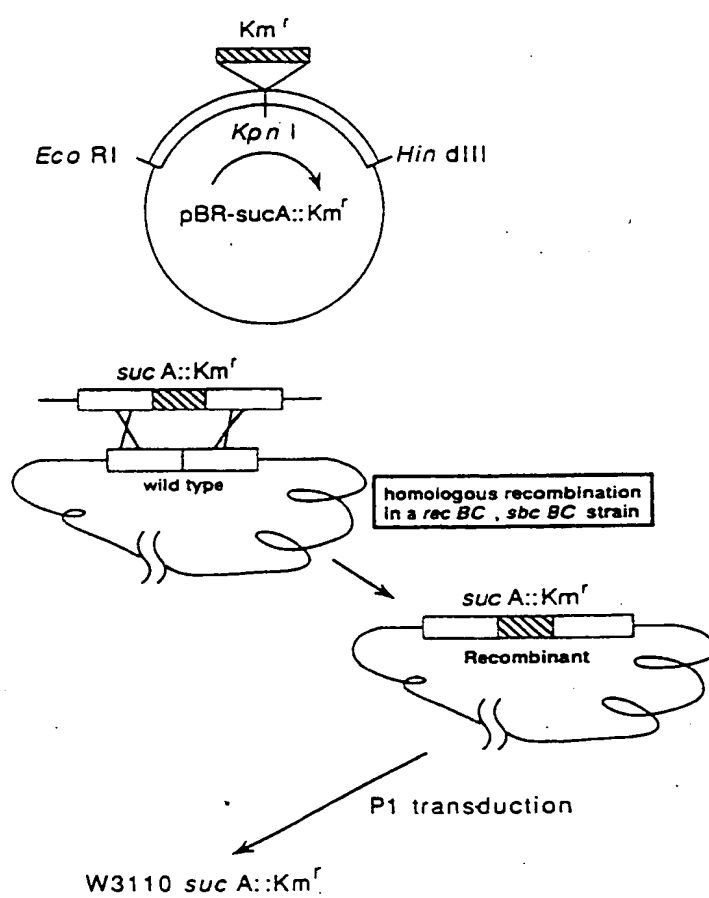 Km r
Kpn I
Eco RI
Hin dIII
pBR-sucA::Km r
suc A::Km r
wild type
homologous recombination
in a rec BC , sbc BC strain
suc A::Km r
Recombinant
P1 transduction
W3110 suc A::Km r